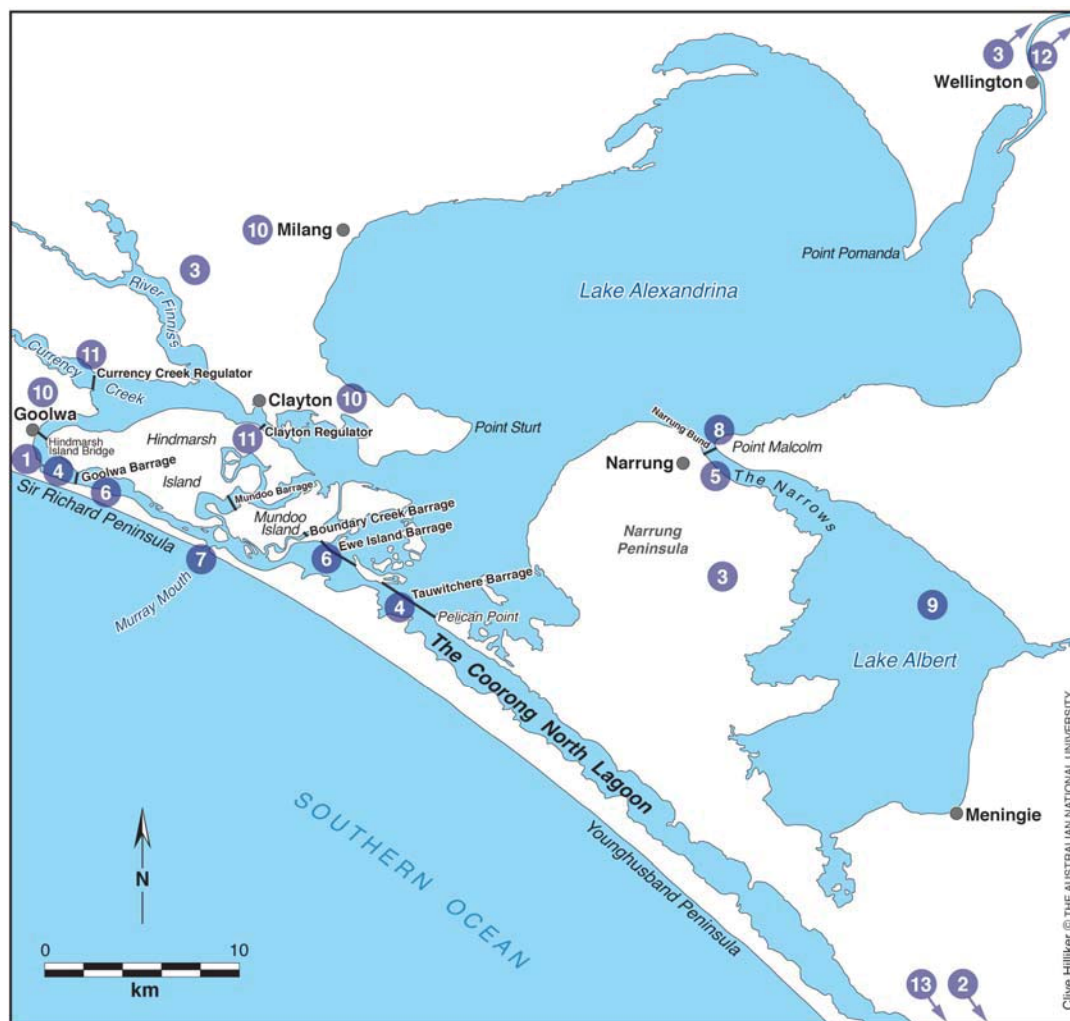 3
12
Wellington
10
Milang
Point Pomanda
Lake Alexandrina
3
River Finniss
11
Currency Creek Regulator
Currency
Creek
10
Goolwa
Hindmarsh
Island Bridge
Clayton
10
11
Clayton Regulator
Hindmarsh
Island
Point Sturt
8
Narrung Bund
Point Malcolm
Narrung
5
The Narrows
1
4
Goolwa Barrage
6
Sir Richard Peninsula
Mundoo Barrage
Mundoo
Island
Boundary Creek Barrage
Ewe Island Barrage
6
7
Murray Mouth
Tauwitchere Barrage
4
Pelican Point
Narrung
Peninsula
3
9
Lake Albert
The Coorong North Lagoon
Meningie
Younghusband Peninsula
SOUTHERN OCEAN
N
0 10
km
13
2
Clive Hilliker © THE AUSTRALIAN NATIONAL UNIVERSITY